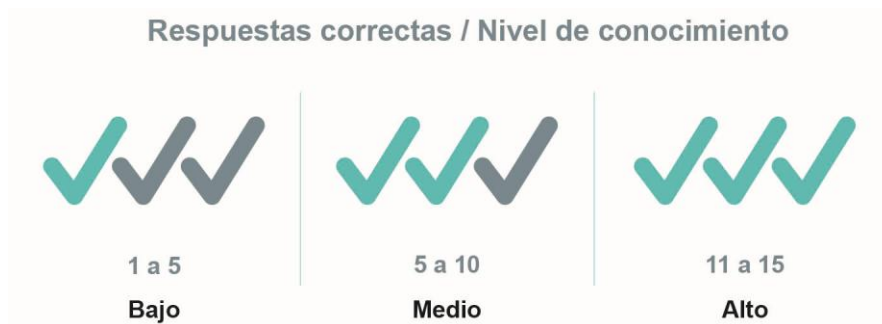 Respuestas correctas / Nivel de conocimiento
1 a 5
5 a 10
11 a 15
Bajo
Medio
Alto